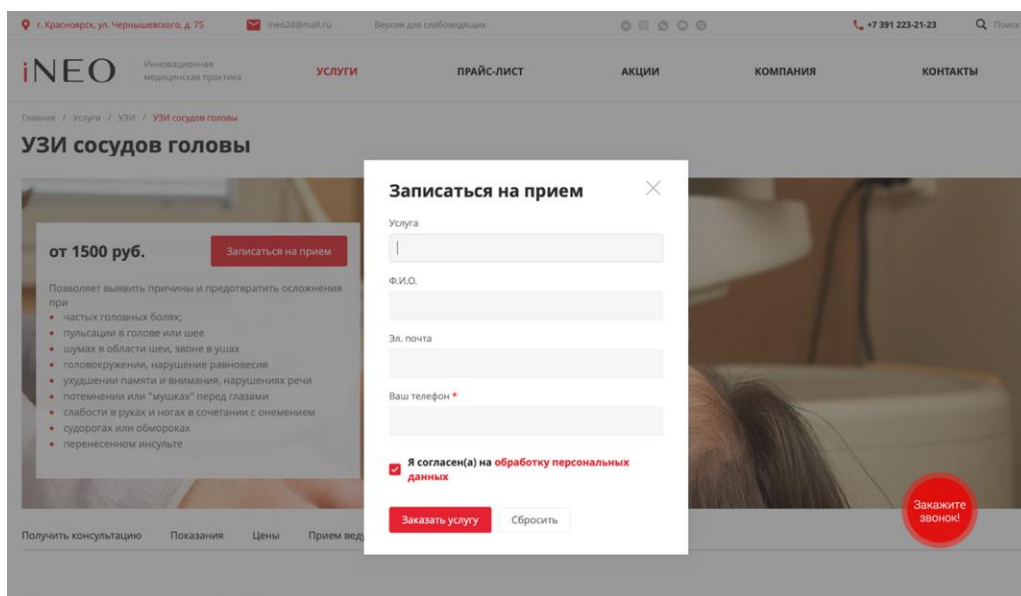 г. Красноярск, ул. Чернышевского, д. 75
ineo24@mail.ru
Версия для слабовидящих
+7 391 223-21-23
Поиск
iNEO
Инновационная
медицинская практика
УСЛУГИ
ПРАЙС-ЛИСТ
АКЦИИ
КОМПАНИЯ
КОНТАКТЫ
Главная / Услуги / УЗИ / УЗИ сосудов головы
УЗИ сосудов головы
от 1500 руб.
Записаться на прием
Позволяет выявить причины и предотвратить осложнения
при
частых головных болях;
пульсации в голове или шее
шумах в области шеи, звоне в ушах
головокружении, нарушение равновесия
ухудшении памяти и внимания, нарушениях речи
потемнении или "мушках" перед глазами
слабости в руках и ногах в сочетании с онемением
судорогах или обмороках
перенесенном инсульте
Записаться на прием
Услуга
Ф.И.О.
Эл. почта
Ваш телефон *
Я согласен(а) на обработку персональных
данных
Заказать услугу
Сбросить
Закажите
звонок!
Получить консультацию
Показания
Цены
Прием вед